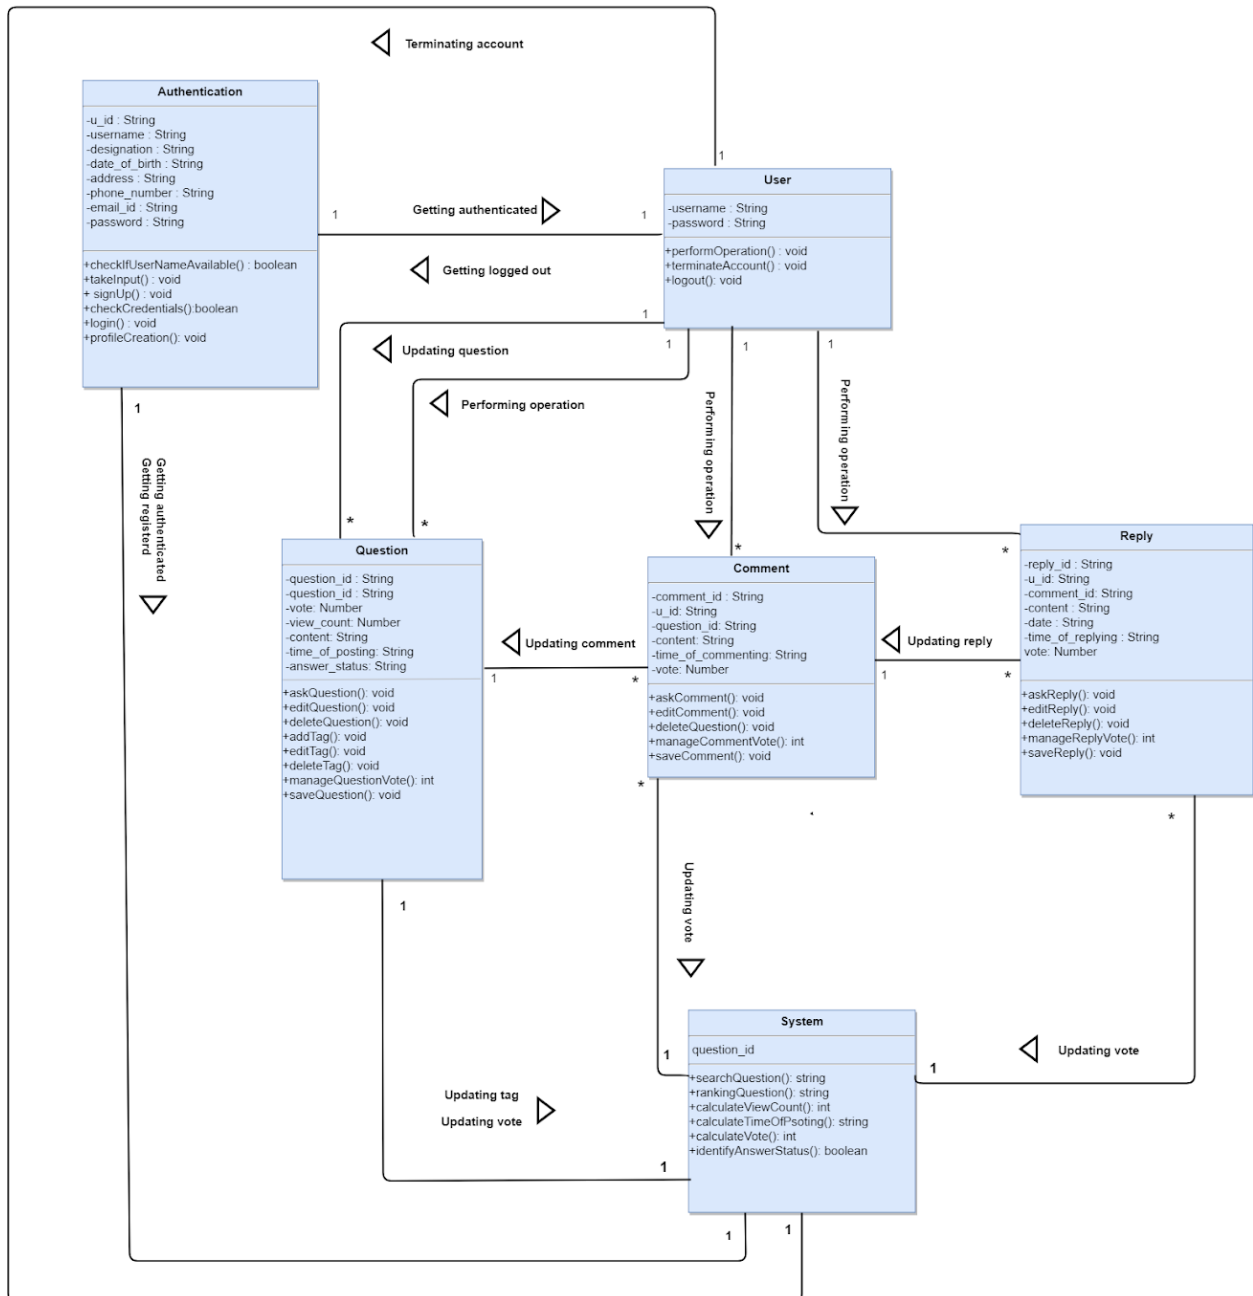 Terminating account
1
Authentication
-u_id : String
-username : String
-designation : String
-date_of_birth : String
-address : String
-phone_number : String
-email_id : String
-password : String
+checkIfUserNameAvailable() : boolean
+takeInput() : void
+ signUp() : void
+checkCredentials():boolean
+login() : void
+profileCreation(): void
1
Getting authenticated
1
Getting logged out
User
-username : String
-password : String
+performOperation() : void
+terminateAccount() : void
+logout(): void
1
Updating question
1
Performing operation
1
Performing operation
1
Performing operation
1
Getting authenticated
Getting registerd
*
*
*
*
Question
-question_id : String
-question_id : String
-vote: Number
-view_count: Number
-content: String
-time_of_posting: String
-answer_status: String
+askQuestion(): void
+editQuestion(): void
+deleteQuestion(): void
+addTag(): void
+editTag(): void
+deleteTag(): void
+manageQuestionVote(): int
+saveQuestion(): void
Updating comment
1
*
Comment
-comment_id : String
-u_id: String
-question_id: String
-content: String
-time_of_commenting: String
-vote: Number
+askComment(): void
+editComment(): void
+deleteQuestion(): void
+manageCommentVote(): int
+saveComment(): void
Updating reply
1
*
Reply
-reply_id : String
-u_id: String
-comment_id: String
-content : String
-date : String
-time_of_replying : String
vote: Number
+askReply(): void
+editReply(): void
+deleteReply(): void
+manageReplyVote(): int
+saveReply(): void
*
*
1
Updating vote
System
question_id
+searchQuestion(): string
+rankingQuestion(): string
+calculateViewCount(): int
+calculateTimeOfPsoting(): string
+calculateVote(): int
+identifyAnswerStatus(): boolean
1
1
Updating vote
Updating tag
Updating vote
1
1
1